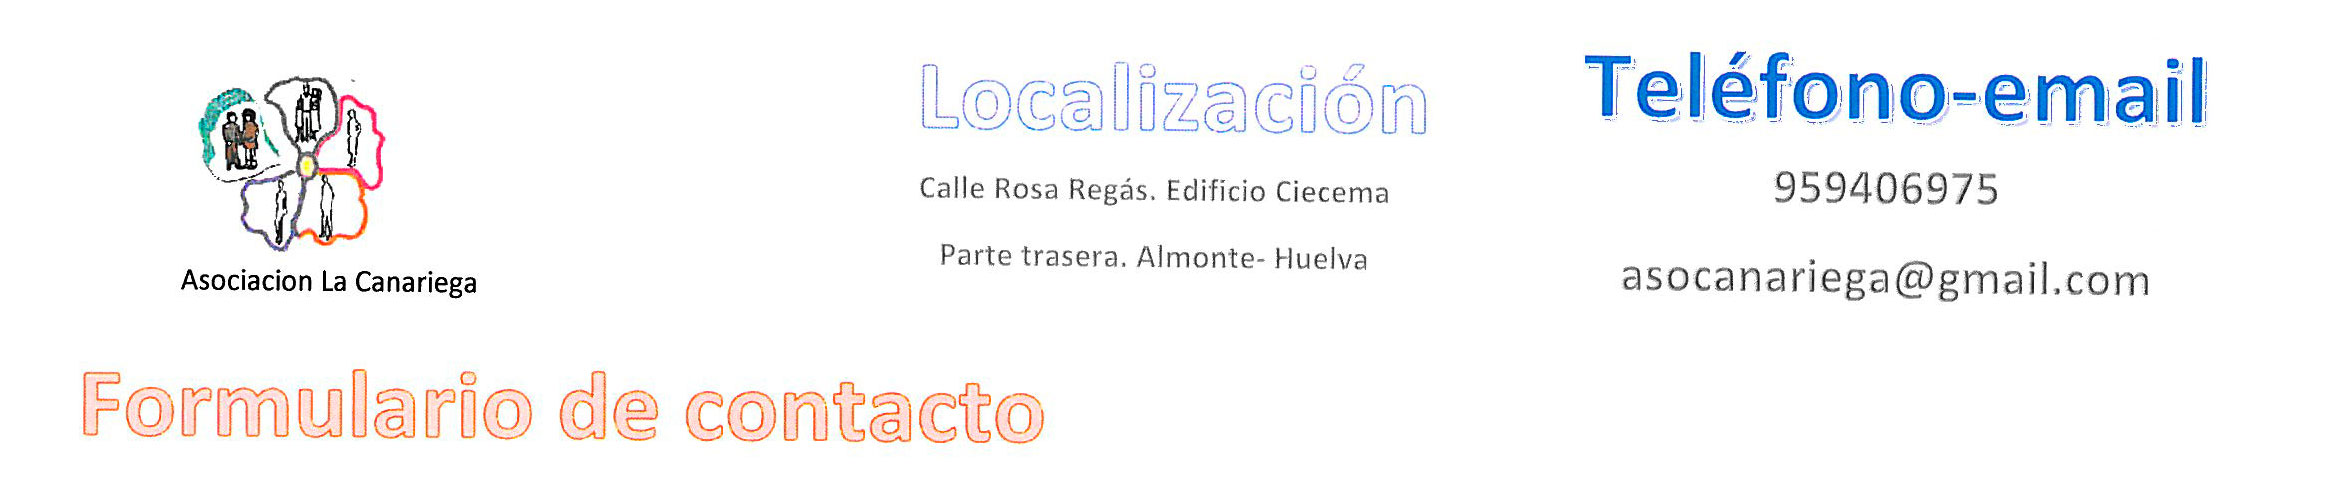 Asociacion La Canariega
Localización
Calle Rosa Regás. Edificio Ciecema
Parte trasera. Almonte- Huelva
Teléfono-email
959406975
asocanariega@gmail.com
Formulario de contacto